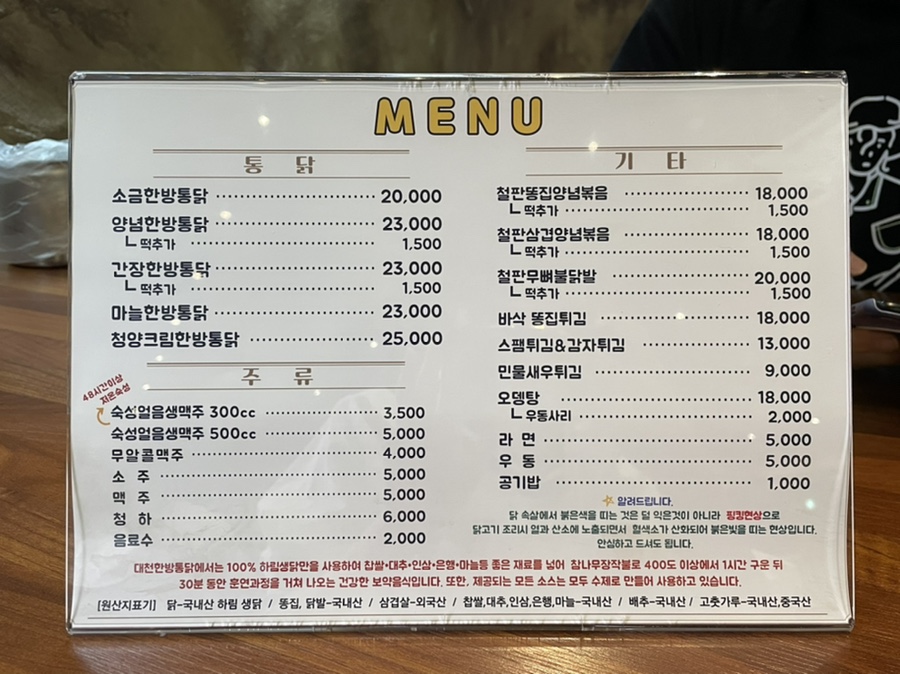 MENU
통 닭
소금한방통닭 20,000
양념한방통닭 23,000
ㄴ떡추가 1,500
간장한방통닭 23,000
ㄴ떡추가 1,500
마늘한방통닭 23,000
청양크림한방통닭 25,000
주 류
48시간이상
저온숙성
숙성얼음생맥주 300cc 3,500
숙성얼음생맥주 500cc 5,000
무알콜맥주 4,000
소 주 5,000
맥 주 5,000
청 하 6,000
음료수 2,000
기 타
철판똥집양념볶음 18,000
ㄴ떡추가 1,500
철판삼겹양념볶음 18,000
ㄴ떡추가 1,500
철판무뼈불닭발 20,000
ㄴ떡추가 1,500
바삭 똥집튀김 18,000
스팸튀김&감자튀김 13,000
민물새우튀김 9,000
오뎅탕 18,000
ㄴ우동사리 2,000
라 면 5,000
우 동 5,000
공기밥 1,000
알려드립니다.
닭 속살에서 붉은색을 띠는 것은 덜 익은것이 아니라 핑킹현상으로
닭고기 조리시 열과 산소에 노출되면서 혈색소가 산화되어 붉은빛을 띠는 현상입니다.
안심하고 드셔도 됩니다.
대천한방통닭에서는 100% 하림생닭만을 사용하여 찹쌀•대추•인삼•은행•마늘등 좋은 재료를 넣어 참나무장작불로 400도 이상에서 1시간 구운 뒤
30분 동안 훈연과정을 거쳐 나오는 건강한 보약음식입니다. 또한, 제공되는 모든 소스는 모두 수제로 만들어 사용하고 있습니다.
[원산지표기] 닭-국내산 하림 생닭 / 똥집, 닭발-국내산 / 삼겹살-외국산 / 찹쌀,대추,인삼,은행,마늘-국내산 / 배추-국내산 / 고춧가루-국내산,중국산